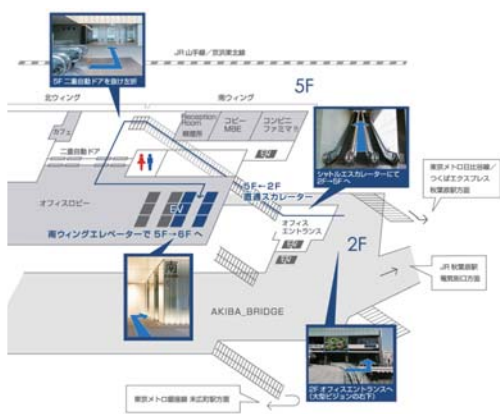 JR 山手線／京浜東北線
5F 二重自動ドアを抜け左折
5F
北ウィング
南ウィング
カフェ
Reception
Room
コピー
MBE
コンビニ
ファミマ!!
二重自動ドア
シャトルエスカレーターにて
2F→5F へ
東京メトロ日比谷線／
つくばエクスプレス
秋葉原駅方面
5F←2F
直通エスカレーター
オフィスロビー
EV
オフィス
エントランス
2F
南ウィングエレベーターで 5F→6F へ
南
JR 秋葉原駅
電気街口方面
AKIBA_BRIDGE
2F オフィスエントランスへ
(大型ビジョンの右下)
東京メトロ銀座線 末広町駅方面